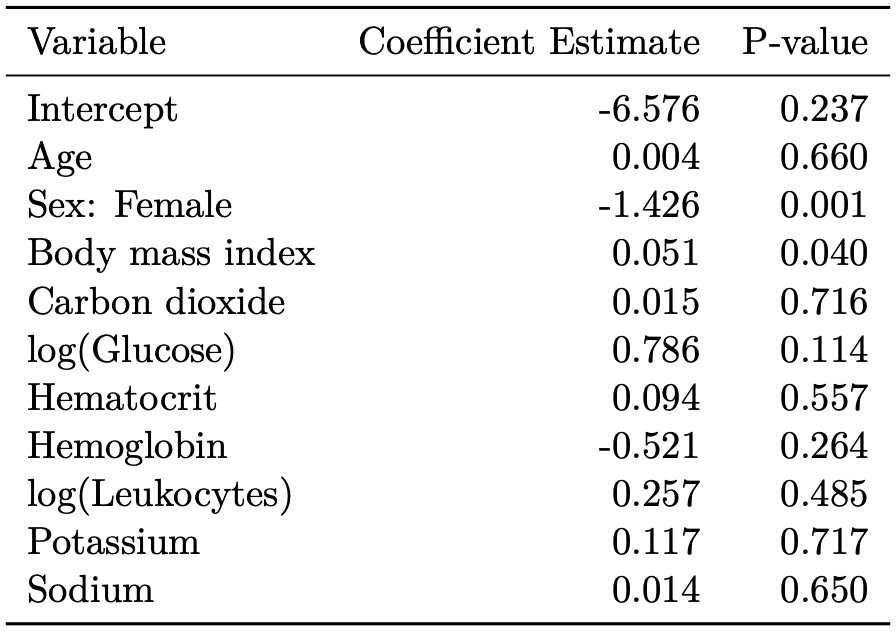 Variable Coefficient Estimate P-value
Intercept -6.576 0.237
Age 0.004 0.660
Sex: Female -1.426 0.001
Body mass index 0.051 0.040
Carbon dioxide 0.015 0.716
log(Glucose) 0.786 0.114
Hematocrit 0.094 0.557
Hemoglobin -0.521 0.264
log(Leukocytes) 0.257 0.485
Potassium 0.117 0.717
Sodium 0.014 0.650